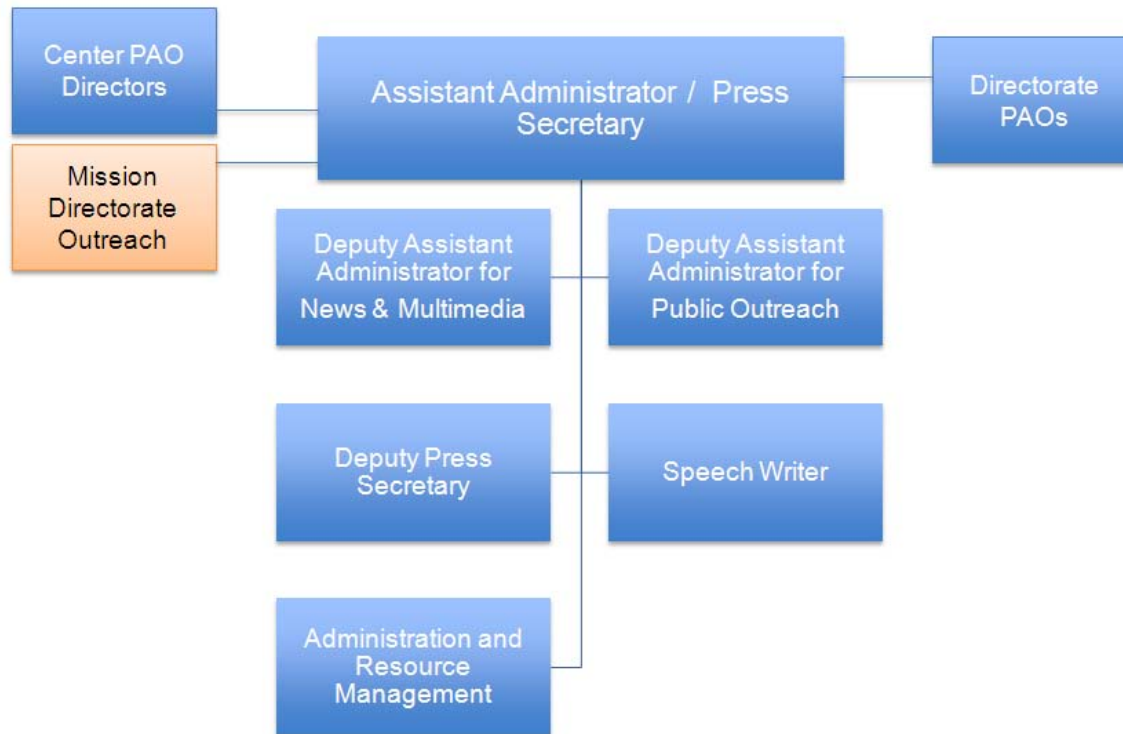 Center PAO
Directors
Assistant Administrator / Press
Secretary
Directorate
PAOs
Mission
Directorate
Outreach
Deputy Assistant
Administrator for
News & Multimedia
Deputy Assistant
Administrator for
Public Outreach
Deputy Press
Secretary
Speech Writer
Administration and
Resource
Management